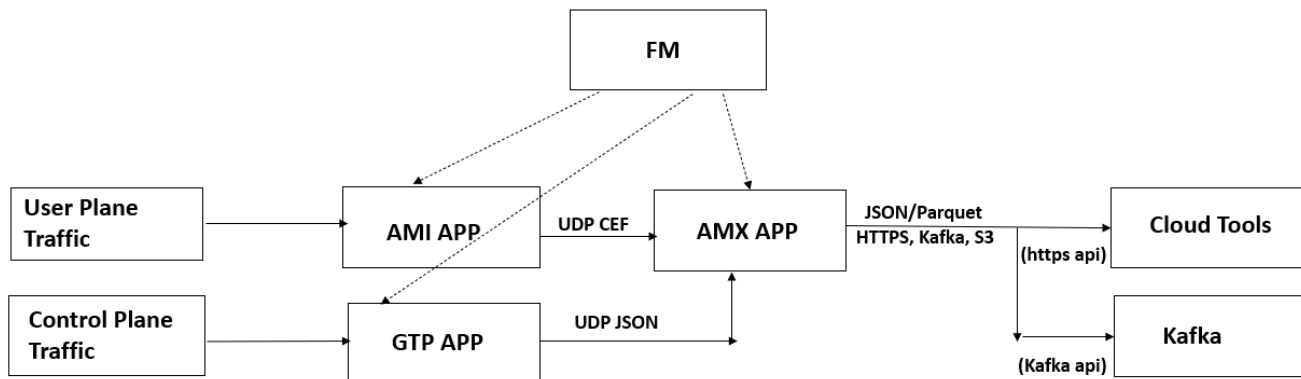 FM
User Plane
Traffic
AMI APP
UDP CEF
AMX APP
JSON/Parquet
HTTPS, Kafka, S3
(https api)
Cloud Tools
Control Plane
Traffic
GTP APP
UDP JSON
(Kafka api)
Kafka